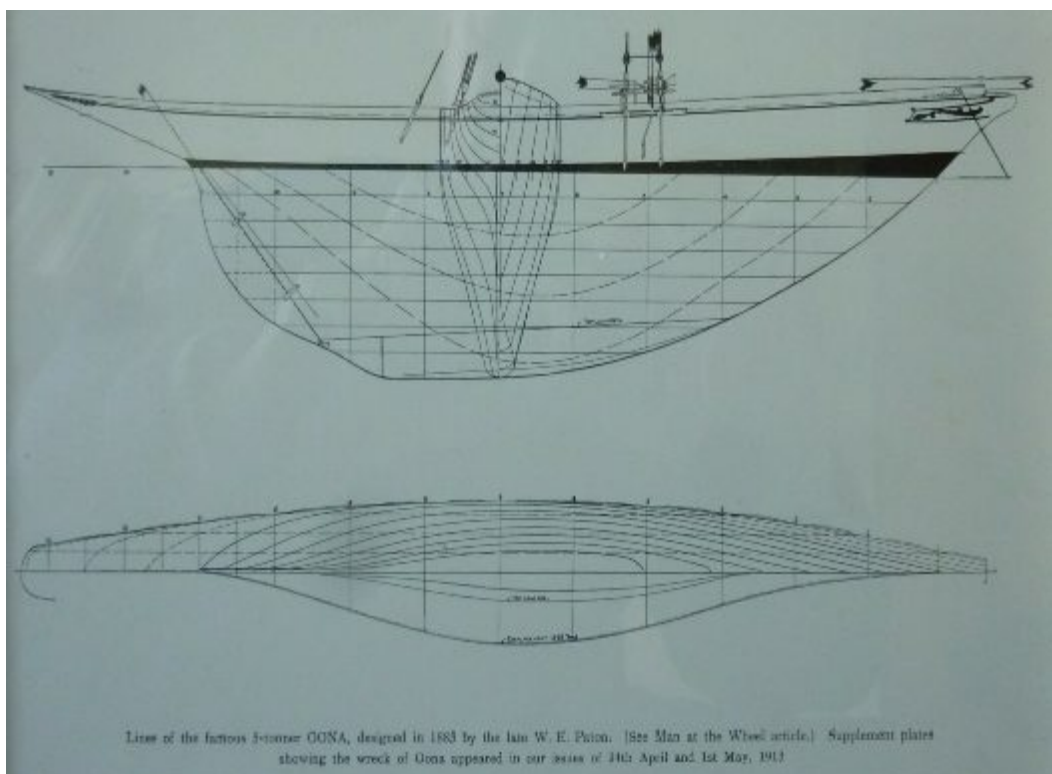 Lines of the famous 5-tonner OONA, designed in 1883 by the late W. E. Paton. (See Man at the Wheel article.) Supplement plates
showing the wreck of Oona appeared in our issues of 24th April and 1st May, 1913